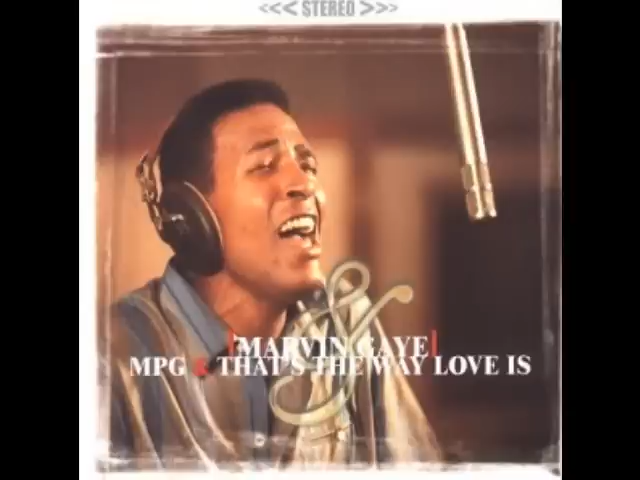 <<< STEREO >>>
&
[MARVIN GAYE]
MPG & THAT'S THE WAY LOVE IS